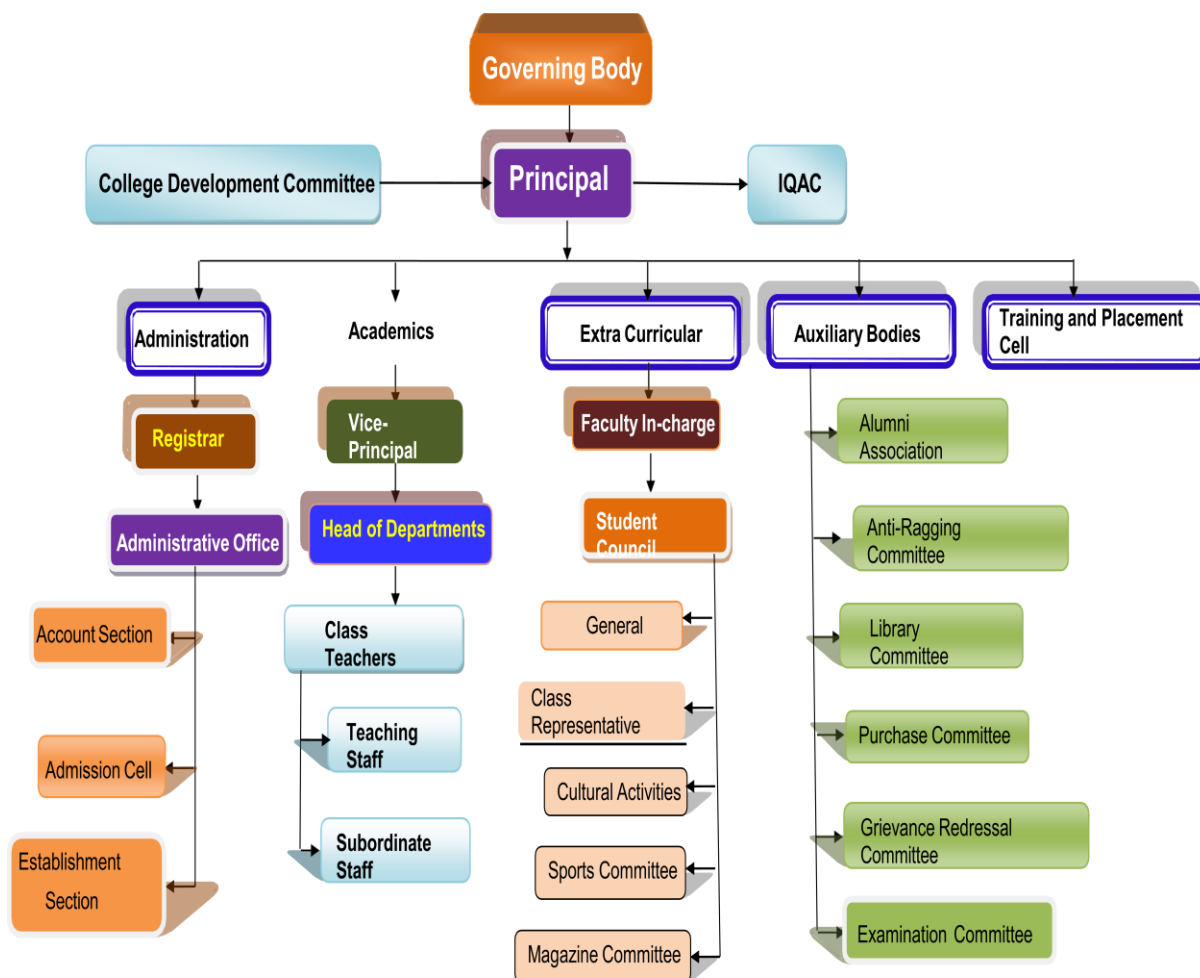 Governing Body
College Development Committee
Principal
IQAC
Administration
Academics
Extra Curricular
Auxiliary Bodies
Training and Placement
Cell
Registrar
Vice-
Principal
Faculty In-charge
Alumni
Association
Administrative Office
Head of Departments
Student
Council
Anti-Ragging
Committee
Account Section
Class
Teachers
General
Library
Committee
Class
Representative
Admission Cell
Teaching
Staff
Cultural Activities
Purchase Committee
Establishment
Section
Subordinate
Staff
Sports Committee
Grievance Redressal
Committee
Magazine Committee
Examination Committee